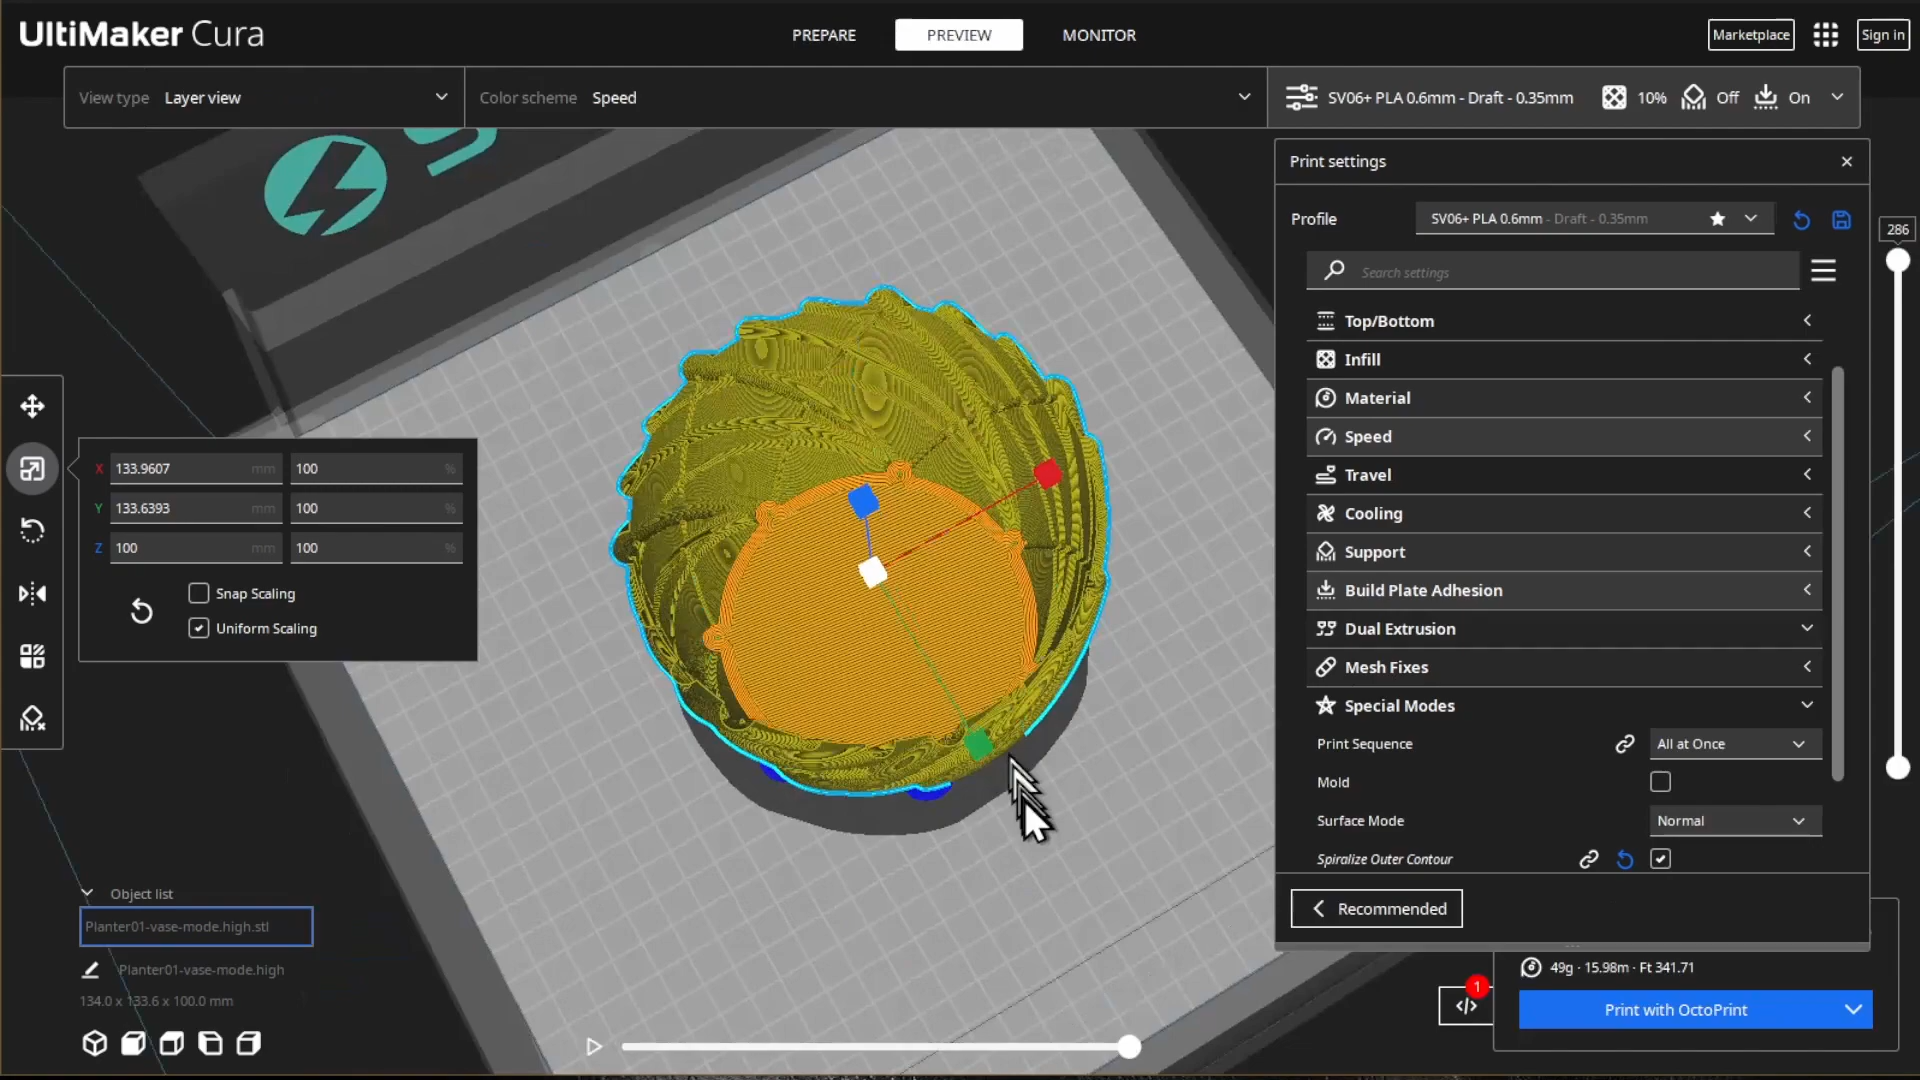 UltiMaker Cura
PREPARE
PREVIEW
MONITOR
Marketplace
Sign in
View type Layer view
Color scheme Speed
SV06+ PLA 0.6mm - Draft - 0.35mm
10%
Off
On
S
Print settings
Profile
SV06+ PLA 0.6mm - Draft - 0.35mm
286
Search settings
Top/Bottom
Infill
Material
Speed
Travel
Cooling
Support
Build Plate Adhesion
Dual Extrusion
Mesh Fixes
Special Modes
Print Sequence All at Once
Mold
Surface Mode Normal
Spiralize Outer Contour
Recommended
X 133.9607 mm 100 %
Y 133.6393 mm 100 %
Z 100 mm 100 %
Snap Scaling
Uniform Scaling
Object list
Planter01-vase-mode.high.stl
Planter01-vase-mode.high
134.0 x 133.6 x 100.0 mm
1
49g · 15.98m · Ft 341.71
Print with OctoPrint